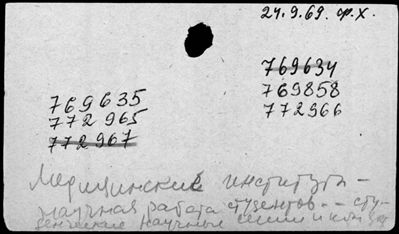 24.9.69. ф.х.
769634
769858
772966
769635
772965
772967
Медицинские институты –
научная работа студентов -- сту-
денческие научные